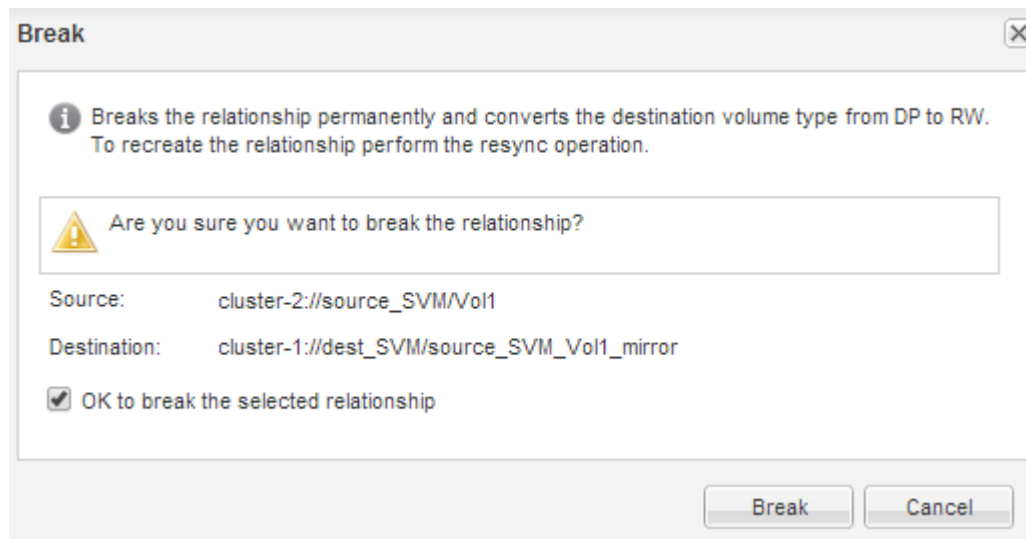 Break
Breaks the relationship permanently and converts the destination volume type from DP to RW.
To recreate the relationship perform the resync operation.
Are you sure you want to break the relationship?
Source: cluster-2://source_SVM/Vol1
Destination: cluster-1://dest_SVM/source_SVM_Vol1_mirror
OK to break the selected relationship
Break Cancel